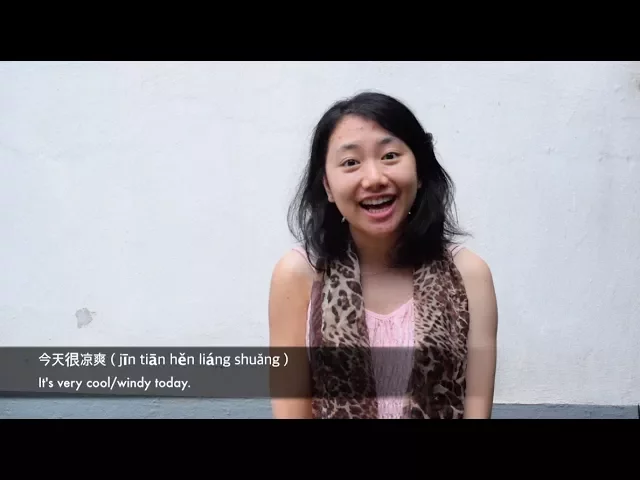 今天很凉爽 ( jīn tiān hěn liáng shuǎng )
It's very cool/windy today.